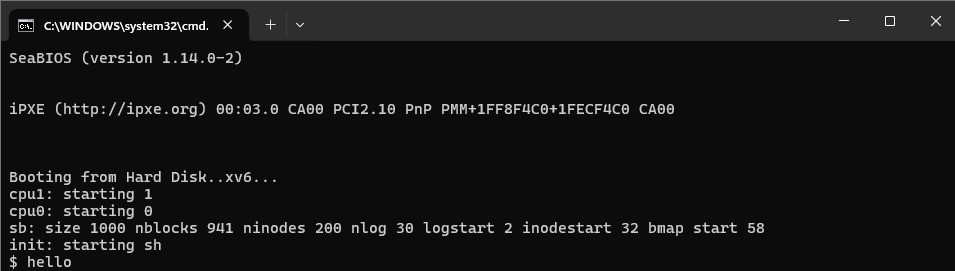 C:\WINDOWS\system32\cmd.
SeaBIOS (version 1.14.0-2)
iPXE (http://ipxe.org) 00:03.0 CA00 PCI2.10 PnP PMM+1FF8F4C0+1FECF4C0 CA00
Booting from Hard Disk..xv6...
cpu1: starting 1
cpu0: starting 0
sb: size 1000 nblocks 941 ninodes 200 nlog 30 logstart 2 inodestart 32 bmap start 58
init: starting sh
$ hello